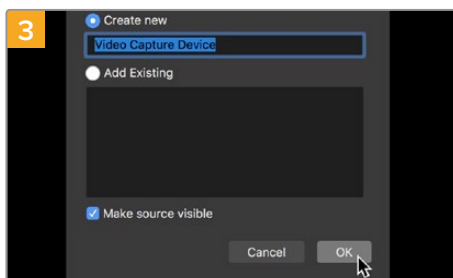 3
Create new
Video Capture Device
Add Existing
Make source visible
Cancel OK